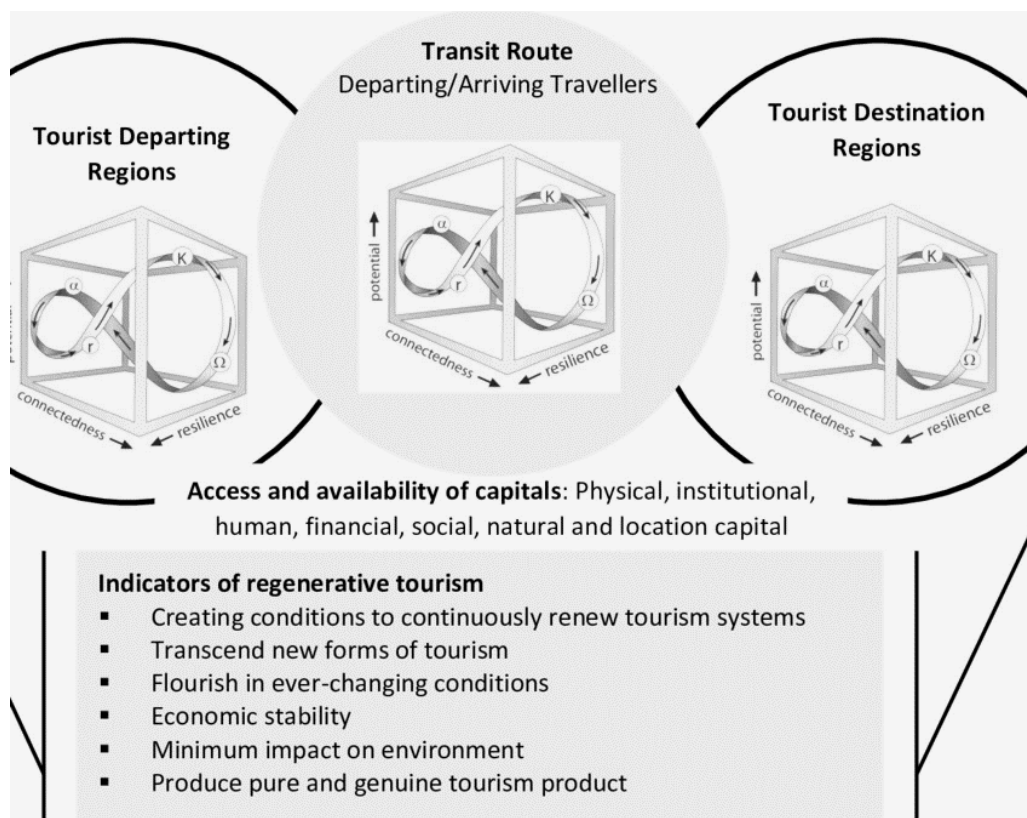 Transit Route
Departing/Arriving Travellers
Tourist Departing
Regions
Tourist Destination
Regions
α
K
r
Ω
connectedness
resilience
potential
α
K
r
Ω
connectedness
resilience
potential
α
K
r
Ω
connectedness
resilience
Access and availability of capitals: Physical, institutional,
human, financial, social, natural and location capital
Indicators of regenerative tourism
▪ Creating conditions to continuously renew tourism systems
▪ Transcend new forms of tourism
▪ Flourish in ever-changing conditions
▪ Economic stability
▪ Minimum impact on environment
▪ Produce pure and genuine tourism product